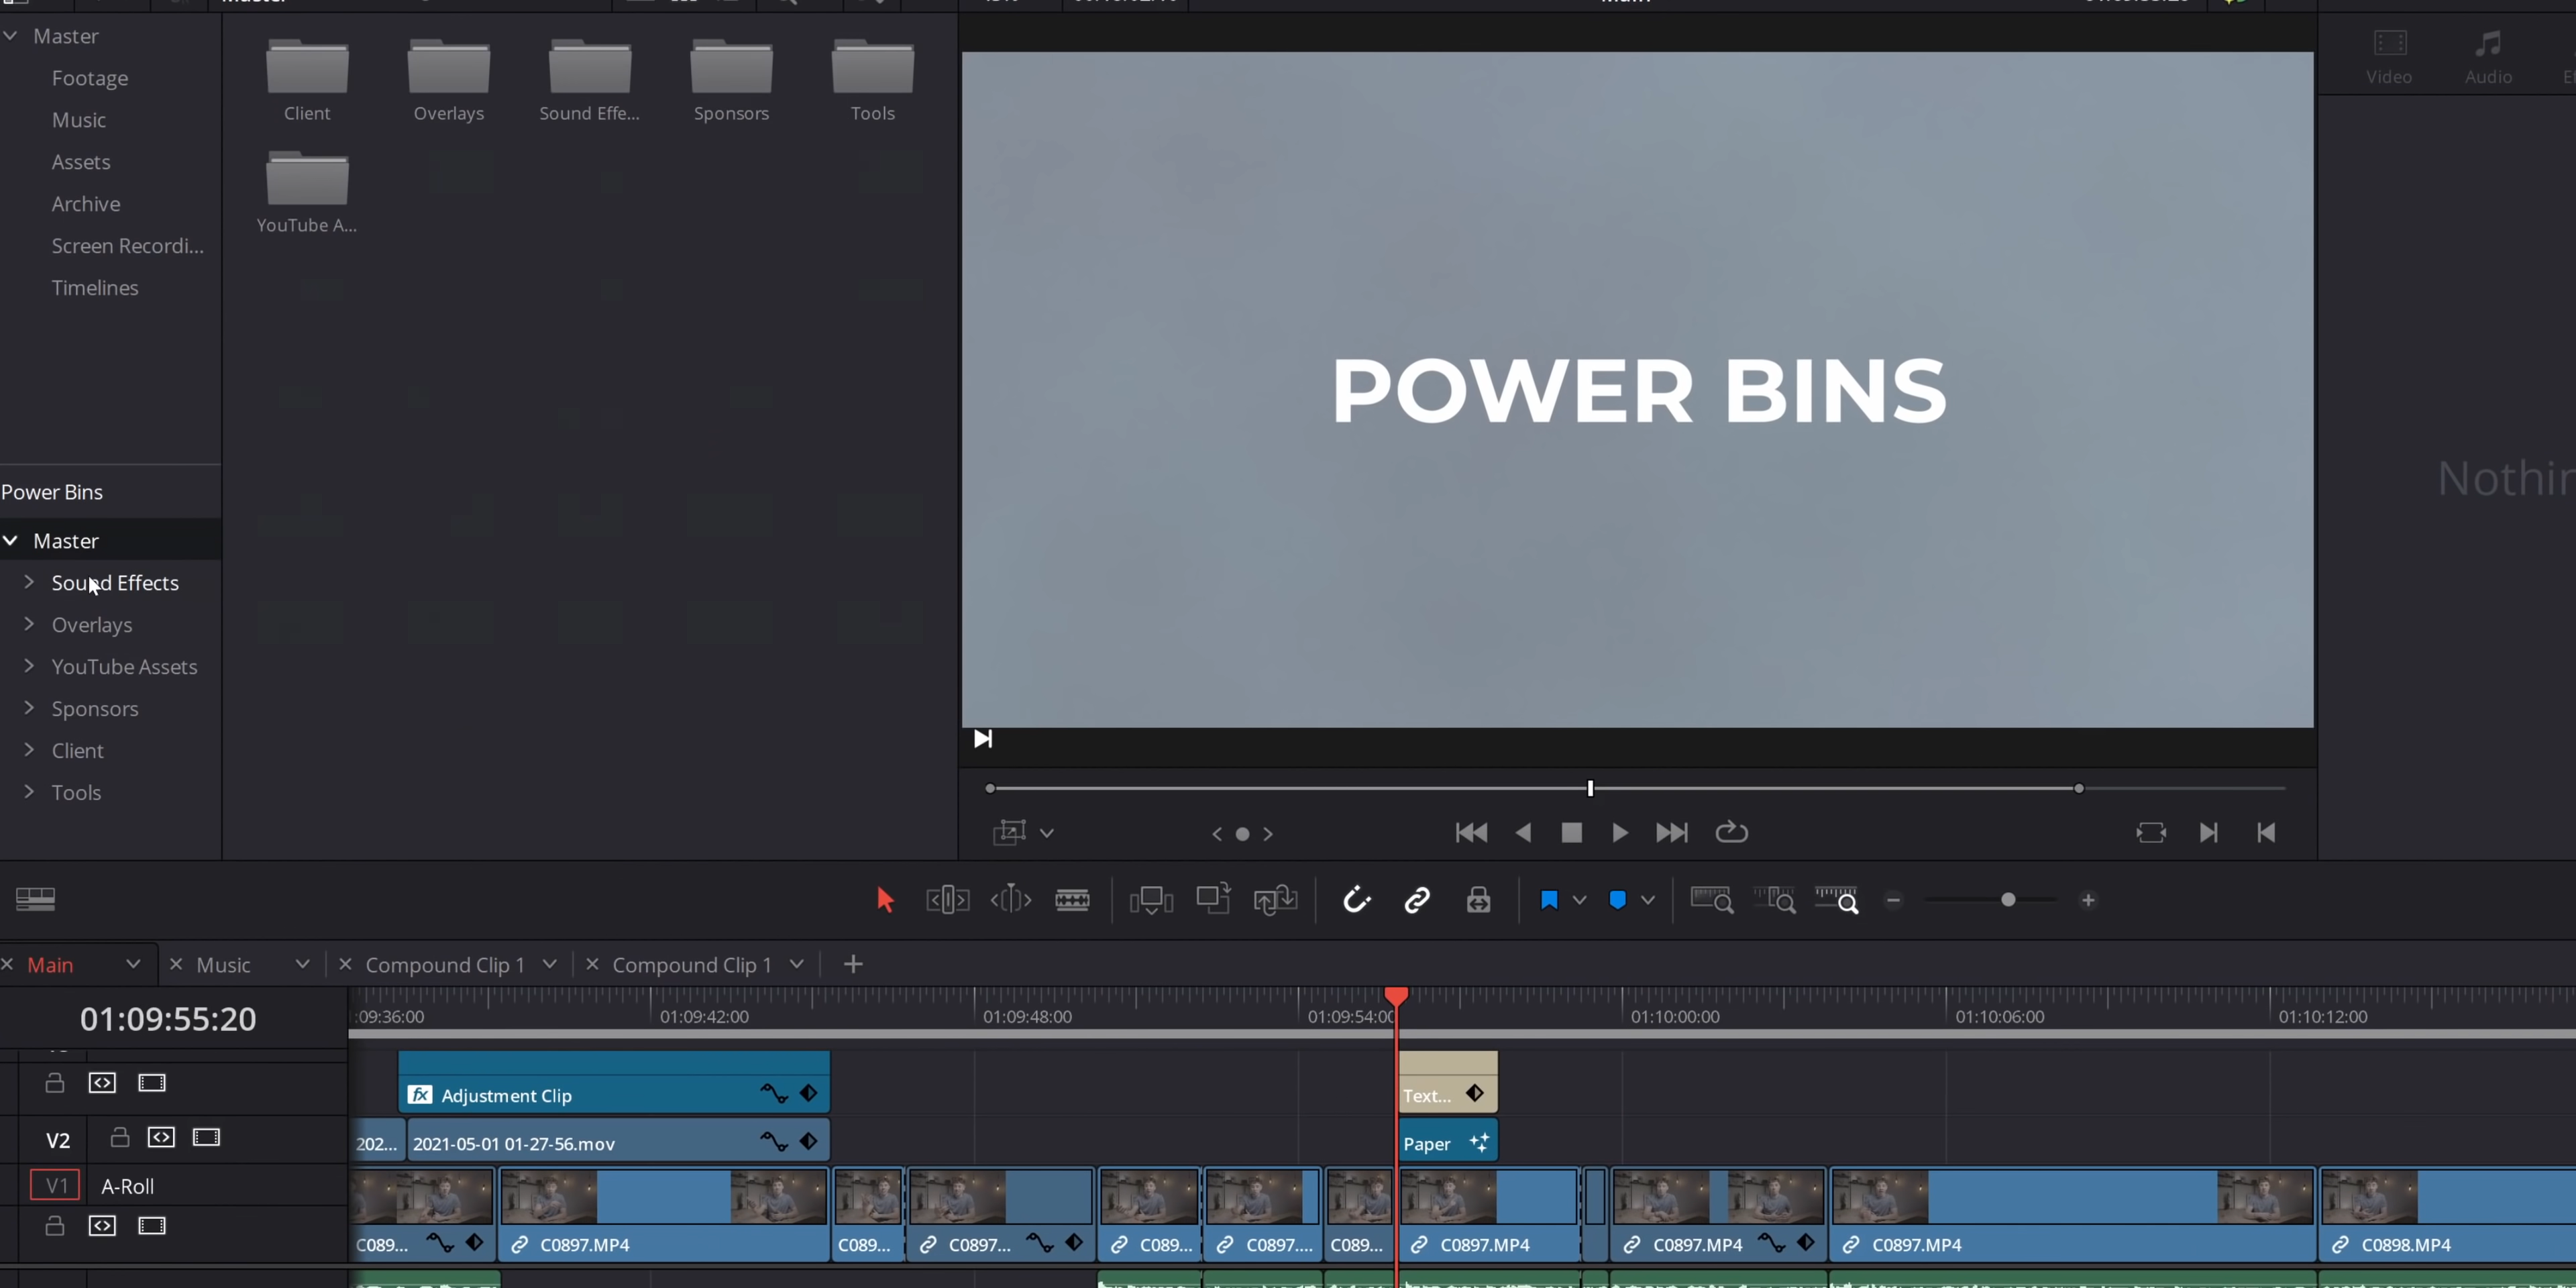 Master
Footage
Music
Assets
Archive
Screen Recordi...
Timelines
Power Bins
Master
Sound Effects
Overlays
YouTube Assets
Sponsors
Client
Tools
Client
Overlays
Sound Effe...
Sponsors
Tools
YouTube A...
POWER BINS
Video
Audio
Nothin
Main
Music
Compound Clip 1
Compound Clip 1
01:09:55:20
:09:36:00
01:09:42:00
01:09:48:00
01:09:54:00
01:10:00:00
01:10:06:00
01:10:12:00
fx Adjustment Clip
Text...
V2
202...
2021-05-01 01-27-56.mov
Paper
V1
A-Roll
C089...
C0897.MP4
C089...
C0897...
C089...
C0897....
C089...
C0897.MP4
C0897.MP4
C0897.MP4
C0898.MP4